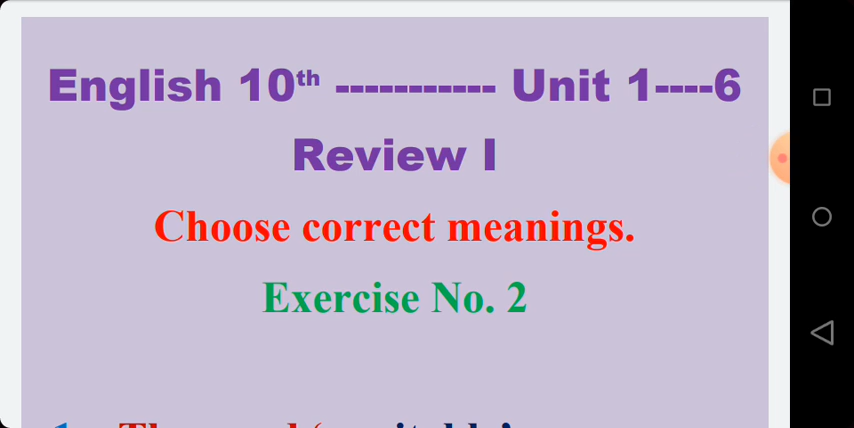 English 10th ----------- Unit 1----6
Review I
Choose correct meanings.
Exercise No. 2